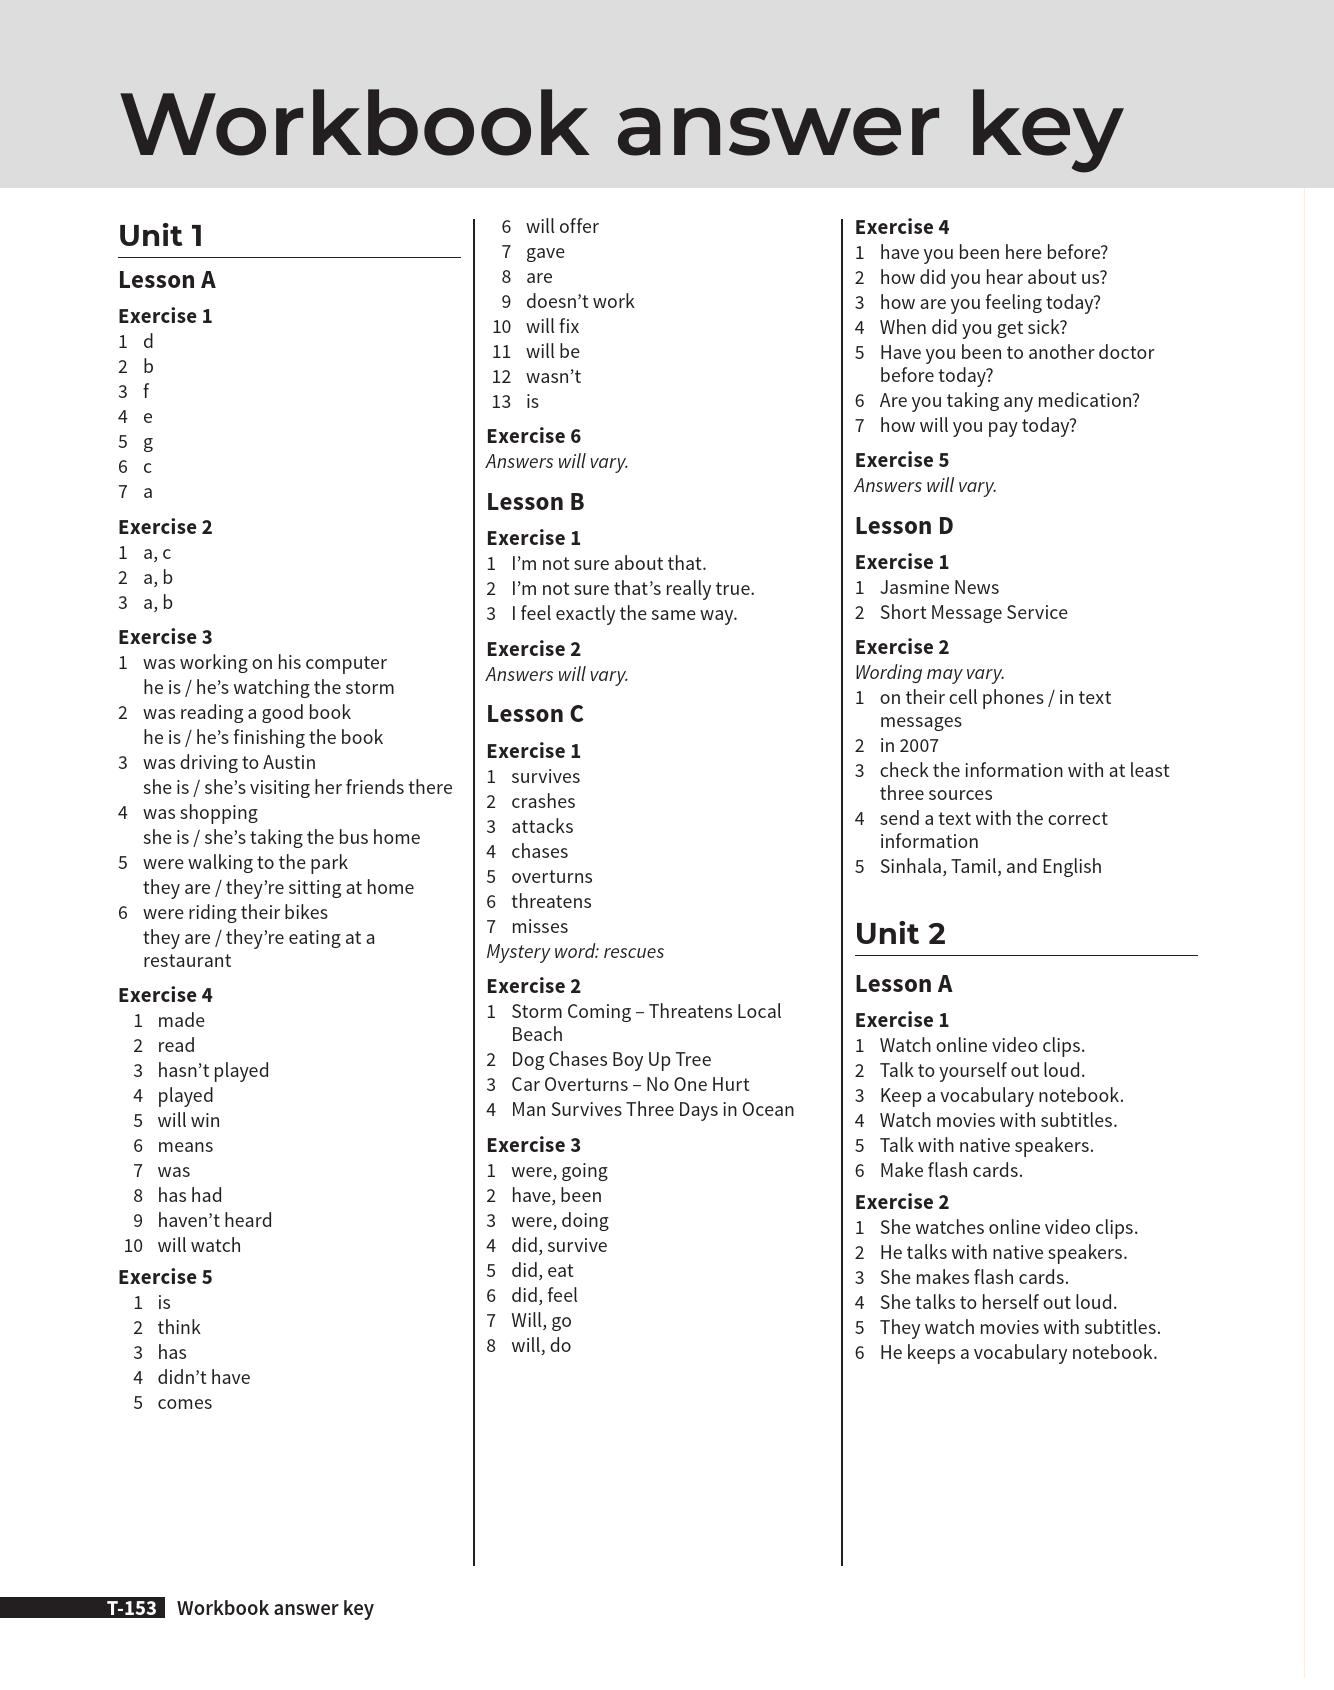 Workbook answer key
Unit 1
Lesson A
Exercise 1
1 d
2 b
3 f
4 e
5 g
6 c
7 a
Exercise 2
1 a, c
2 a, b
3 a, b
Exercise 3
1 was working on his computer
he is / he’s watching the storm
2 was reading a good book
he is / he’s finishing the book
3 was driving to Austin
she is / she’s visiting her friends there
4 was shopping
she is / she’s taking the bus home
5 were walking to the park
they are / they’re sitting at home
6 were riding their bikes
they are / they’re eating at a
restaurant
Exercise 4
1 made
2 read
3 hasn’t played
4 played
5 will win
6 means
7 was
8 has had
9 haven’t heard
10 will watch
Exercise 5
1 is
2 think
3 has
4 didn’t have
5 comes
6 will offer
7 gave
8 are
9 doesn’t work
10 will fix
11 will be
12 wasn’t
13 is
Exercise 6
Answers will vary.
Lesson B
Exercise 1
1 I’m not sure about that.
2 I’m not sure that’s really true.
3 I feel exactly the same way.
Exercise 2
Answers will vary.
Lesson C
Exercise 1
1 survives
2 crashes
3 attacks
4 chases
5 overturns
6 threatens
7 misses
Mystery word: rescues
Exercise 2
1 Storm Coming – Threatens Local
Beach
2 Dog Chases Boy Up Tree
3 Car Overturns – No One Hurt
4 Man Survives Three Days in Ocean
Exercise 3
1 were, going
2 have, been
3 were, doing
4 did, survive
5 did, eat
6 did, feel
7 Will, go
8 will, do
Exercise 4
1 have you been here before?
2 how did you hear about us?
3 how are you feeling today?
4 When did you get sick?
5 Have you been to another doctor
before today?
6 Are you taking any medication?
7 how will you pay today?
Exercise 5
Answers will vary.
Lesson D
Exercise 1
1 Jasmine News
2 Short Message Service
Exercise 2
Wording may vary.
1 on their cell phones / in text
messages
2 in 2007
3 check the information with at least
three sources
4 send a text with the correct
information
5 Sinhala, Tamil, and English
Unit 2
Lesson A
Exercise 1
1 Watch online video clips.
2 Talk to yourself out loud.
3 Keep a vocabulary notebook.
4 Watch movies with subtitles.
5 Talk with native speakers.
6 Make flash cards.
Exercise 2
1 She watches online video clips.
2 He talks with native speakers.
3 She makes flash cards.
4 She talks to herself out loud.
5 They watch movies with subtitles.
6 He keeps a vocabulary notebook.
T-153 Workbook answer key